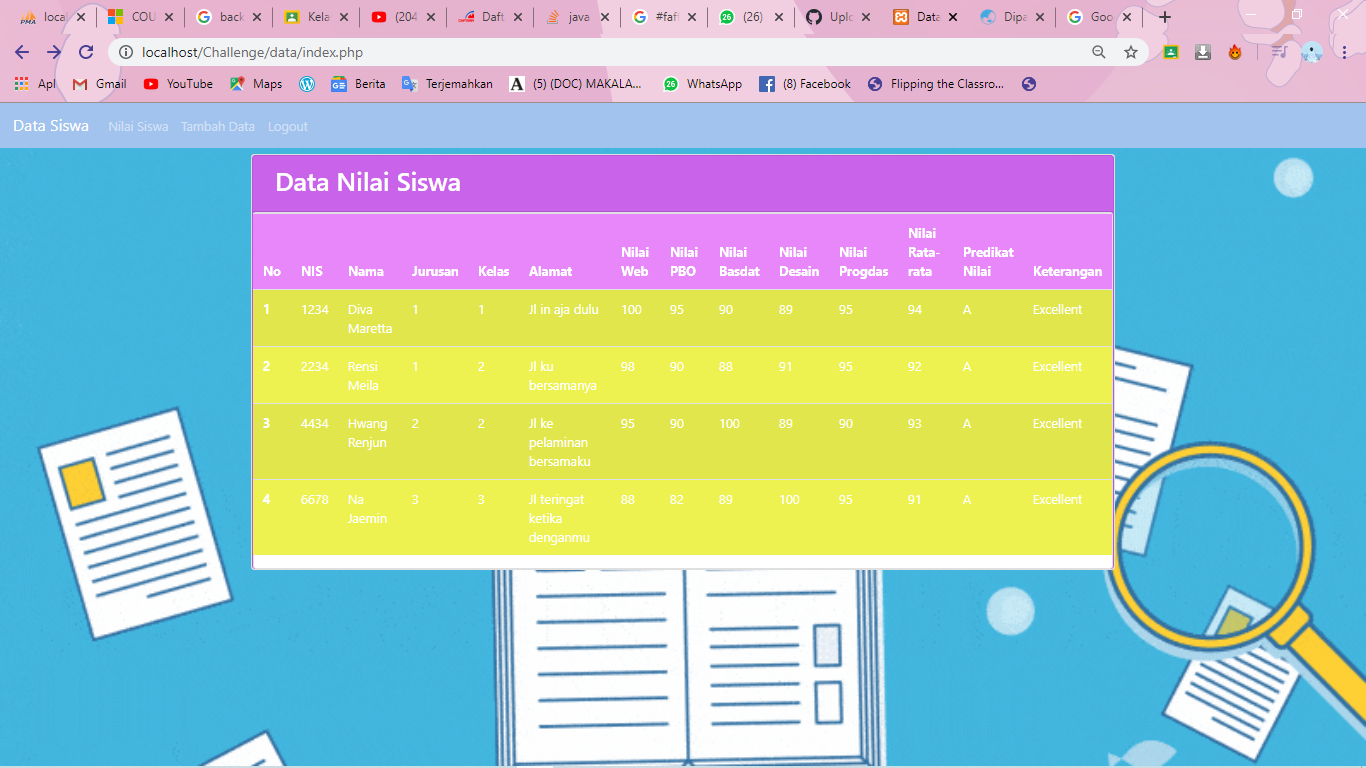 loca COU back Kela (204 Daft java #faft (26) Uplo Data Dipa Goo
localhost/Challenge/data/index.php
Apl Gmail YouTube Maps Berita Terjemahkan (5) (DOC) MAKALA... WhatsApp (8) Facebook Flipping the Classro...
Data Siswa Nilai Siswa Tambah Data Logout
Data Nilai Siswa
No NIS Nama Jurusan Kelas Alamat Nilai Web Nilai PBO Nilai Basdat Nilai Desain Nilai Progdas Nilai Rata-rata Predikat Nilai Keterangan
1 1234 Diva Maretta 1 1 Jl in aja dulu 100 95 90 89 95 94 A Excellent
2 2234 Rensi Meila 1 2 Jl ku bersamanya 98 90 88 91 95 92 A Excellent
3 4434 Hwang Renjun 2 2 Jl ke pelaminan bersamaku 95 90 100 89 90 93 A Excellent
4 6678 Na Jaemin 3 3 Jl teringat ketika denganmu 88 82 89 100 95 91 A Excellent